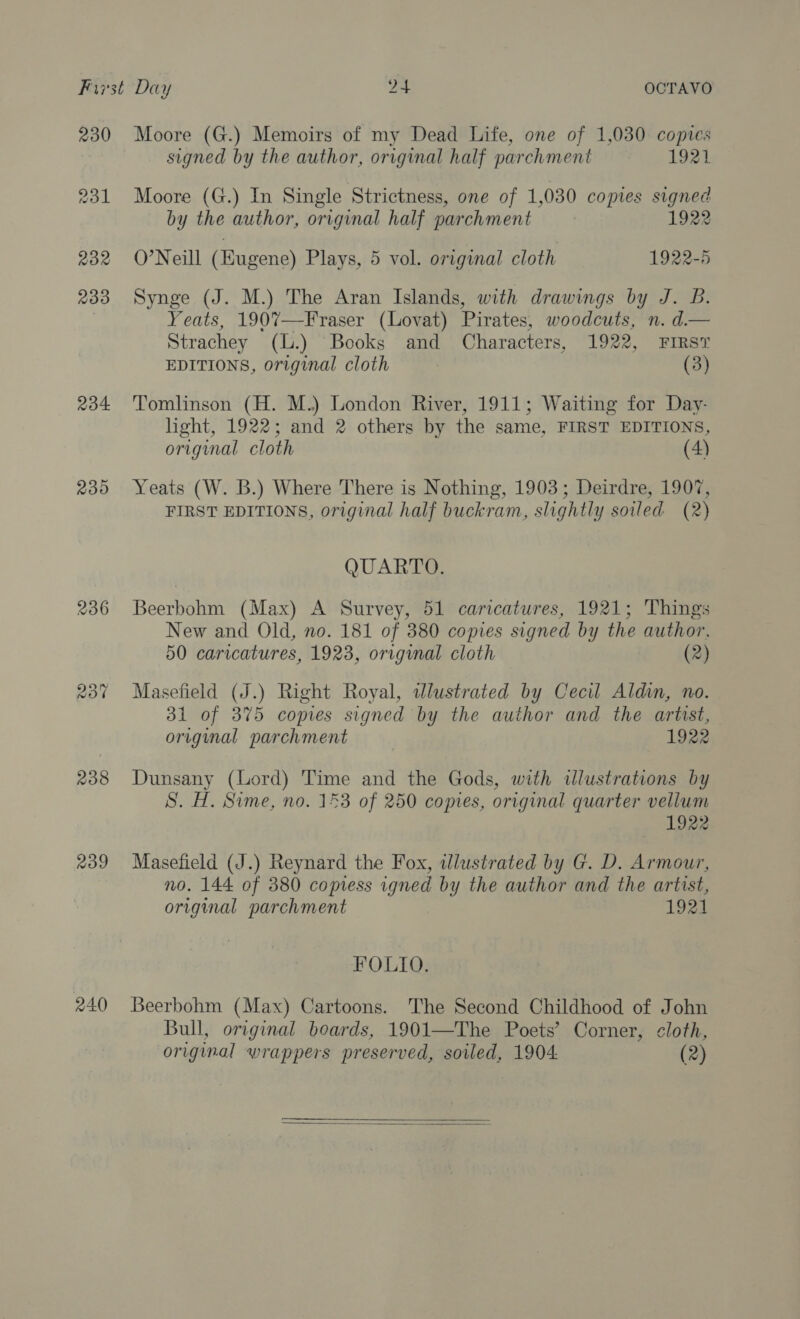 First Day 24 OCTAVO
230 Moore (G.) Memoirs of my Dead Life, one of 1,030 copies
signed by the author, original half parchment 1921
231 Moore (G.) In Single Strictness, one of 1,030 copies signed
by the author, original half parchment 1922
232 O'Neill (Eugene) Plays, 5 vol. original cloth 1922-5
233 Synge (J. M.) The Aran Islands, with drawings by J. B.
Yeats, 1907—Fraser (Lovat) Pirates, woodcuts, n. d.—
Strachey (L.) Books and Characters, 1922, FIRST
EDITIONS, original cloth (3)
234 Tomlinson (H. M.) London River, 1911; Waiting for Day-
light, 1922; and 2 others by the same, FIRST EDITIONS,
original cloth (4)
235 Yeats (W. B.) Where There is Nothing, 1903; Deirdre, 1907,
FIRST EDITIONS, original half buckram, slightly soiled (2)
QUARTO.
236 Beerbohm (Max) A Survey, 51 caricatures, 1921; Things
New and Old, no. 181 of 380 copies signed by the author,
50 caricatures, 1923, original cloth (2)
237 Masefield (J.) Right Royal, illustrated by Cecil Aldin, no.
31 of 375 copies signed by the author and the artist,
original parchment 1922
238 Dunsany (Lord) Time and the Gods, with illustrations by
S. H. Sime, no. 153 of 250 copies, original quarter vellum
1922
239 Masefield (J.) Reynard the Fox, illustrated by G. D. Armour,
no. 144 of 380 copiess igned by the author and the artist,
original parchment 1921
FOLIO.
240 Beerbohm (Max) Cartoons. The Second Childhood of John
Bull, original boards, 1901—The Poets' Corner, cloth,
original wrappers preserved, soiled, 1904 (2)